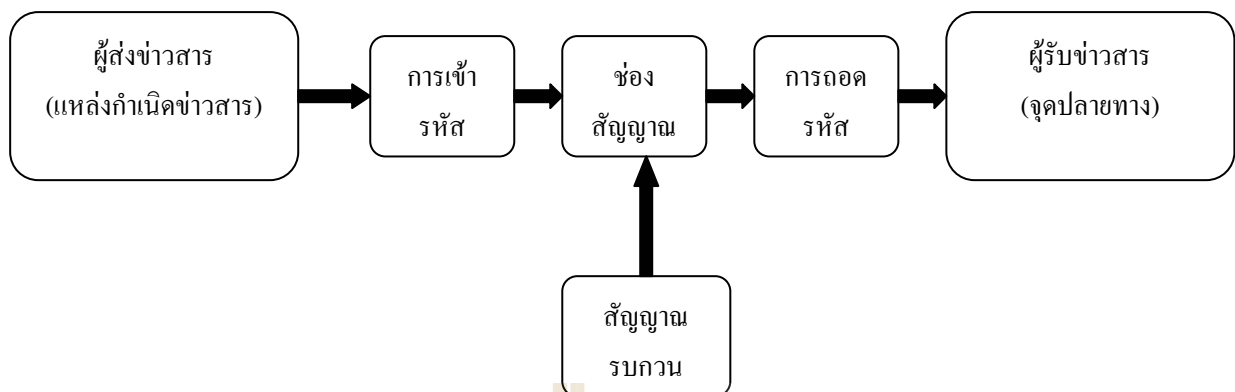 ผู้ส่งข่าวสาร
(แหล่งกำเนิดข่าวสาร)
การเข้า
รหัส
ช่อง
สัญญาณ
การถอด
รหัส
ผู้รับข่าวสาร
(จุดปลายทาง)
สัญญาณ
รบกวน